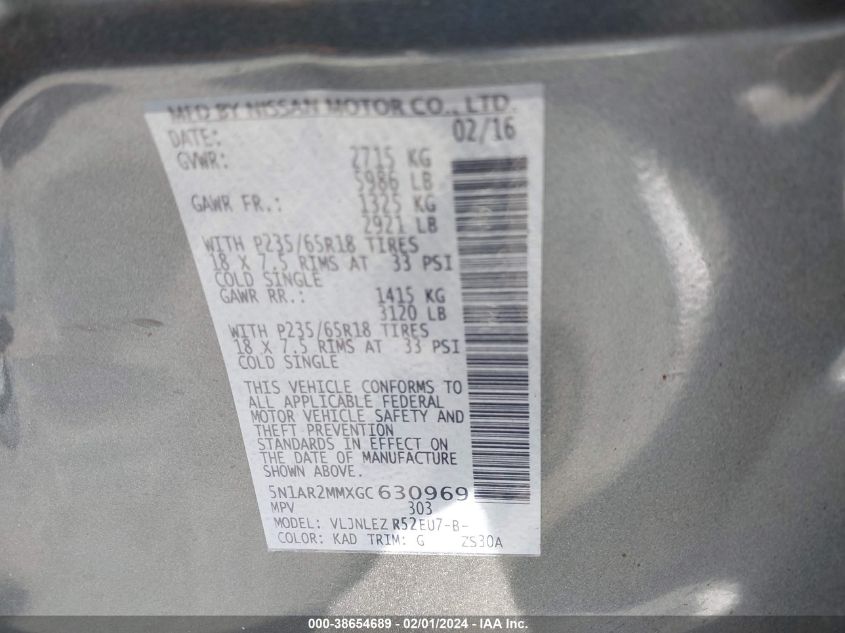 MFD BY NISSAN MOTOR CO., LTD.
DATE: 02/16
GVWR: 2715 KG
5986 LB
GAWR FR.: 1325 KG
2921 LB
WITH P235/65R18 TIRES
18 X 7.5 RIMS AT 33 PSI
COLD SINGLE
GAWR RR.: 1415 KG
3120 LB
WITH P235/65R18 TIRES
18 X 7.5 RIMS AT 33 PSI
COLD SINGLE
THIS VEHICLE CONFORMS TO
ALL APPLICABLE FEDERAL
MOTOR VEHICLE SAFETY AND
THEFT PREVENTION
STANDARDS IN EFFECT ON
THE DATE OF MANUFACTURE
SHOWN ABOVE.
5N1AR2MMXGC 630969
MPV 303
MODEL: VLJNLEZ R52EU7-B-
COLOR: KAD TRIM: G ZS30A
000-38654689 - 02/01/2024 - IAA Inc.